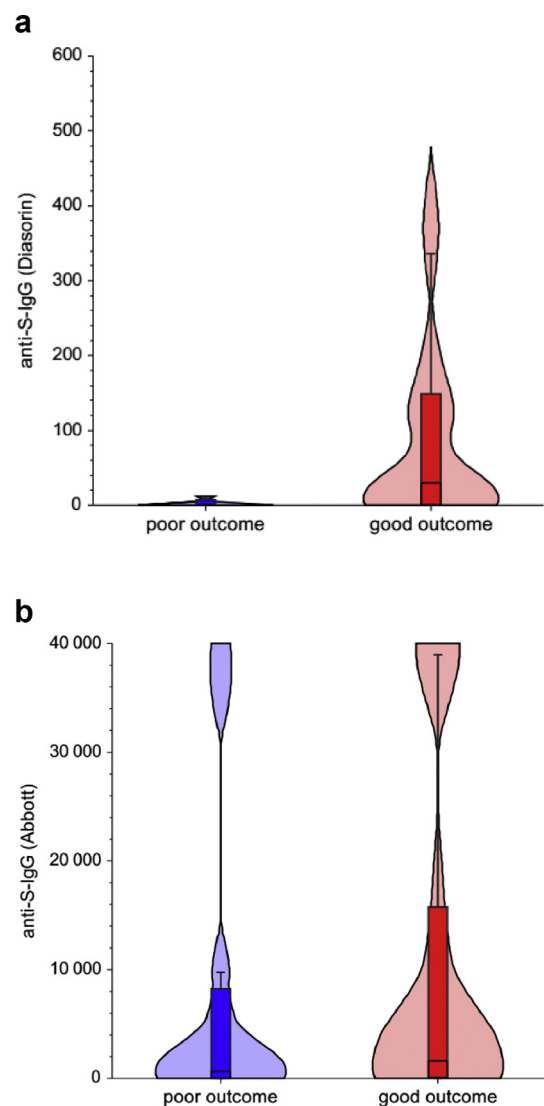 a
600
500
400
300
200
100
0
anti-S-IgG (Diasorin)
poor outcome good outcome
b
40 000
30 000
20 000
10 000
0
anti-S-IgG (Abbott)
poor outcome good outcome